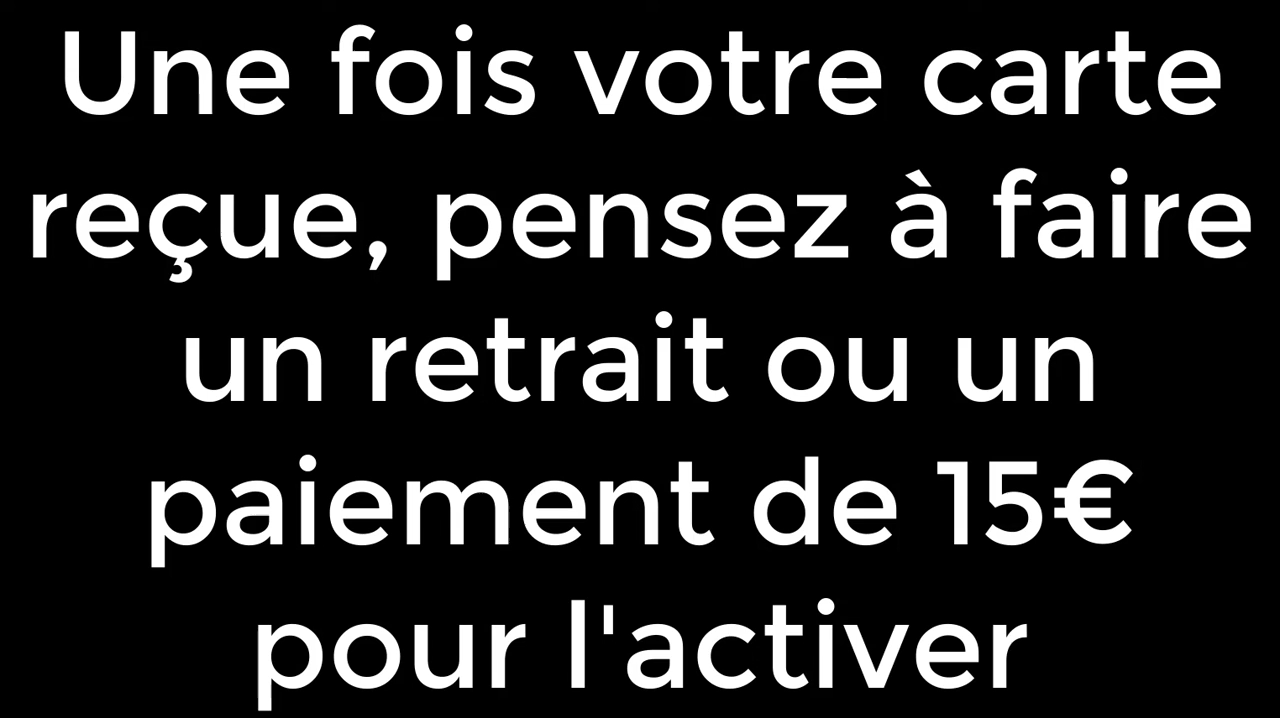 Une fois votre carte
reçue, pensez à faire
un retrait ou un
paiement de 15€
pour l'activer